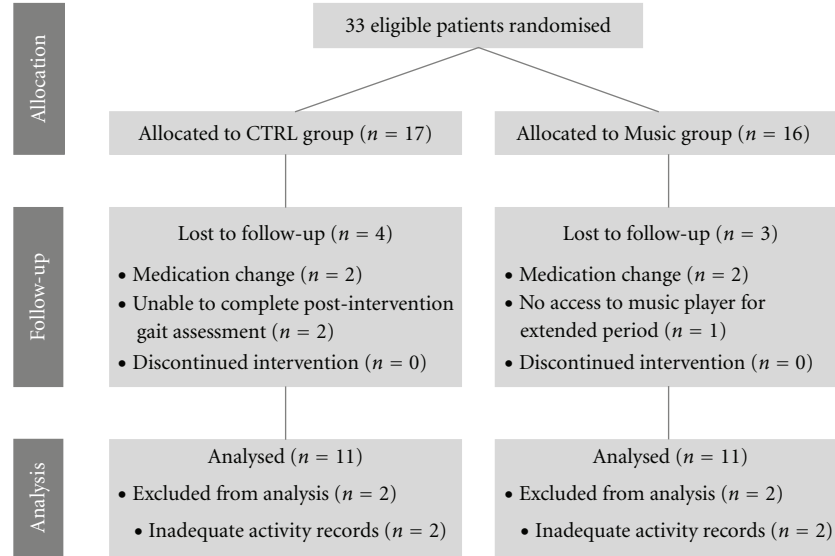 Allocation
33 eligible patients randomised
Allocated to CTRL group (n = 17)
Allocated to Music group (n = 16)
Follow-up
Lost to follow-up (n = 4)
• Medication change (n = 2)
• Unable to complete post-intervention
gait assessment (n = 2)
• Discontinued intervention (n = 0)
Lost to follow-up (n = 3)
• Medication change (n = 2)
• No access to music player for
extended period (n = 1)
• Discontinued intervention (n = 0)
Analysis
Analysed (n = 11)
• Excluded from analysis (n = 2)
• Inadequate activity records (n = 2)
Analysed (n = 11)
• Excluded from analysis (n = 2)
• Inadequate activity records (n = 2)